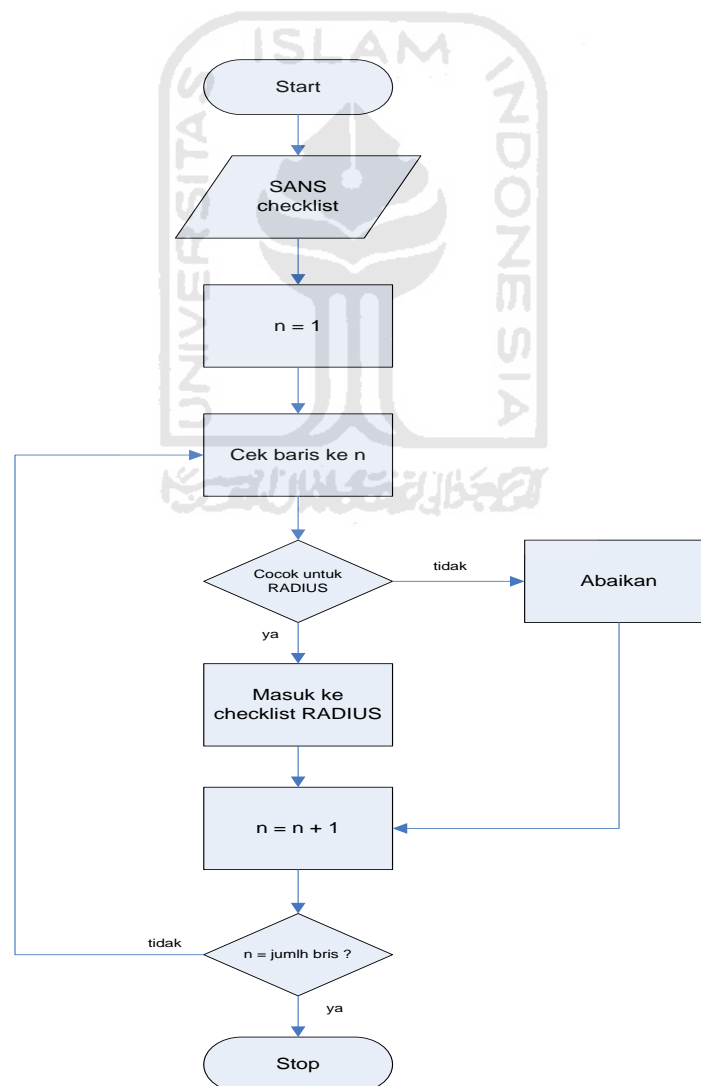 ISLAM
UNIVERSITAS
INDONESIA
Start
SANS
checklist
n = 1
Cek baris ke n
Cocok untuk
RADIUS
tidak
Abaikan
ya
Masuk ke
checklist RADIUS
n = n + 1
n = jumlh bris ?
tidak
ya
Stop